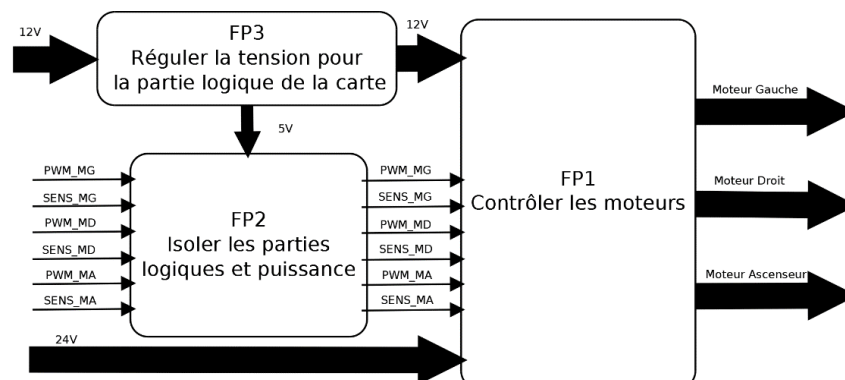 12V
FP3
Réguler la tension pour
la partie logique de la carte
12V
5V
PWM_MG
SENS_MG
PWM_MD
SENS_MD
PWM_MA
SENS_MA
FP2
Isoler les parties
logiques et puissance
PWM_MG
SENS_MG
PWM_MD
SENS_MD
PWM_MA
SENS_MA
24V
FP1
Contrôler les moteurs
Moteur Gauche
Moteur Droit
Moteur Ascenseur